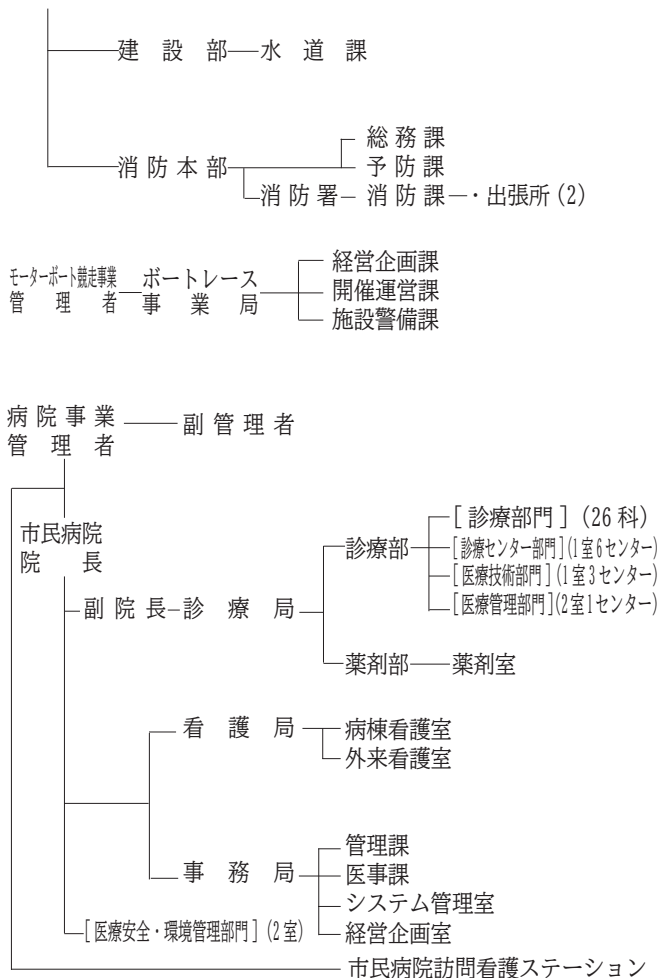 建設部 水道課
総務課
消防本部 予防課
消防署 消防課 ・出張所(2)
経営企画課
モーターボート競走事業 ボートレース 開催運営課
管理者 事業局 施設警備課
病院事業 副管理者
管理者
[診療部門](26科)
市民病院 診療部 [診療センター部門](1室6センター)
院長 [医療技術部門](1室3センター)
副院長 診療局 [医療管理部門](2室1センター)
薬剤部 薬剤室
看護局 病棟看護室
外来看護室
管理課
事務局 医事課
システム管理室
[医療安全・環境管理部門](2室) 経営企画室
市民病院訪問看護ステーション